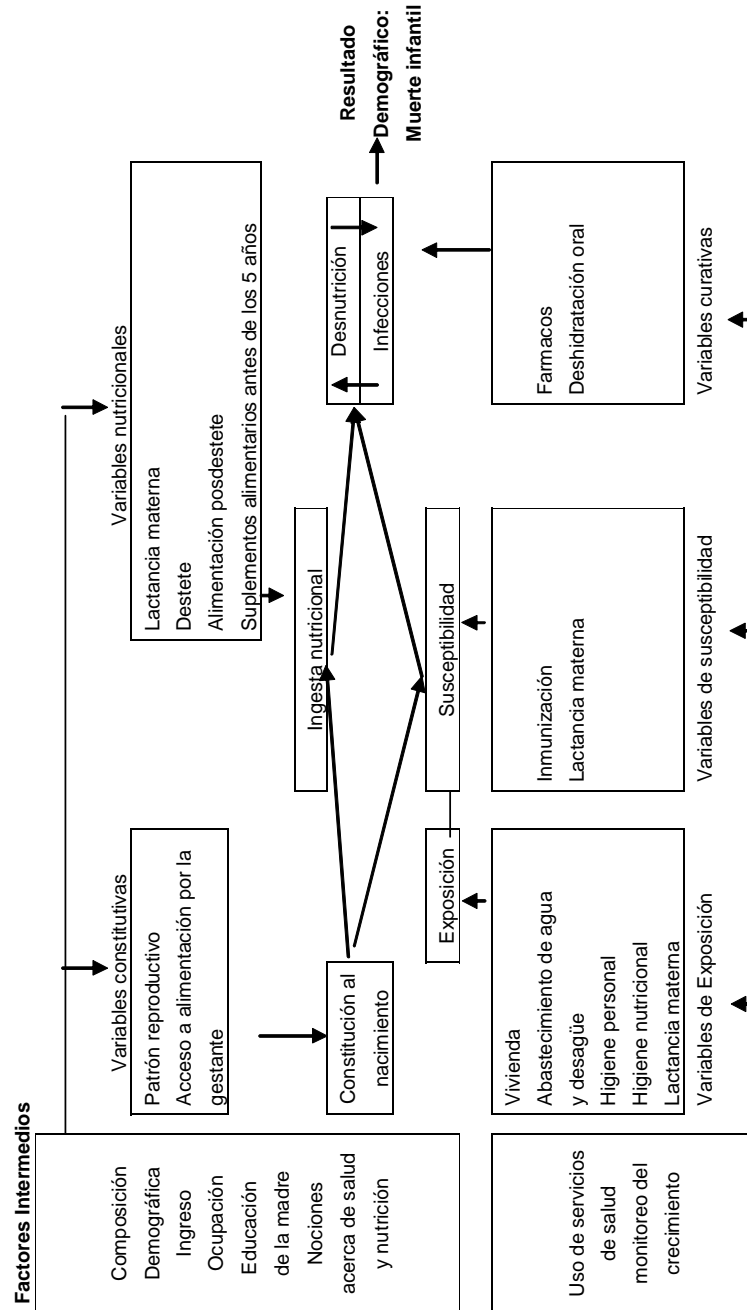 Factores Intermedios
Composición
Demográfica
Ingreso
Ocupación
Educación
de la madre
Nociones
acerca de salud
y nutrición
Uso de servicios
de salud
monitoreo del
crecimiento
Variables constitutivas
Patrón reproductivo
Acceso a alimentación por la
gestante
Constitución al
nacimiento
Exposición
Vivienda
Abastecimiento de agua
y desagüe
Higiene personal
Higiene nutricional
Lactancia materna
Variables de Exposición
Variables nutricionales
Lactancia materna
Destete
Alimentación posdestete
Suplementos alimentarios antes de los 5 años
Ingesta nutricional
Susceptibilidad
Inmunización
Lactancia materna
Variables de susceptibilidad
Desnutrición
Infecciones
Farmacos
Deshidratación oral
Variables curativas
Resultado
Demográfico:
Muerte infantil